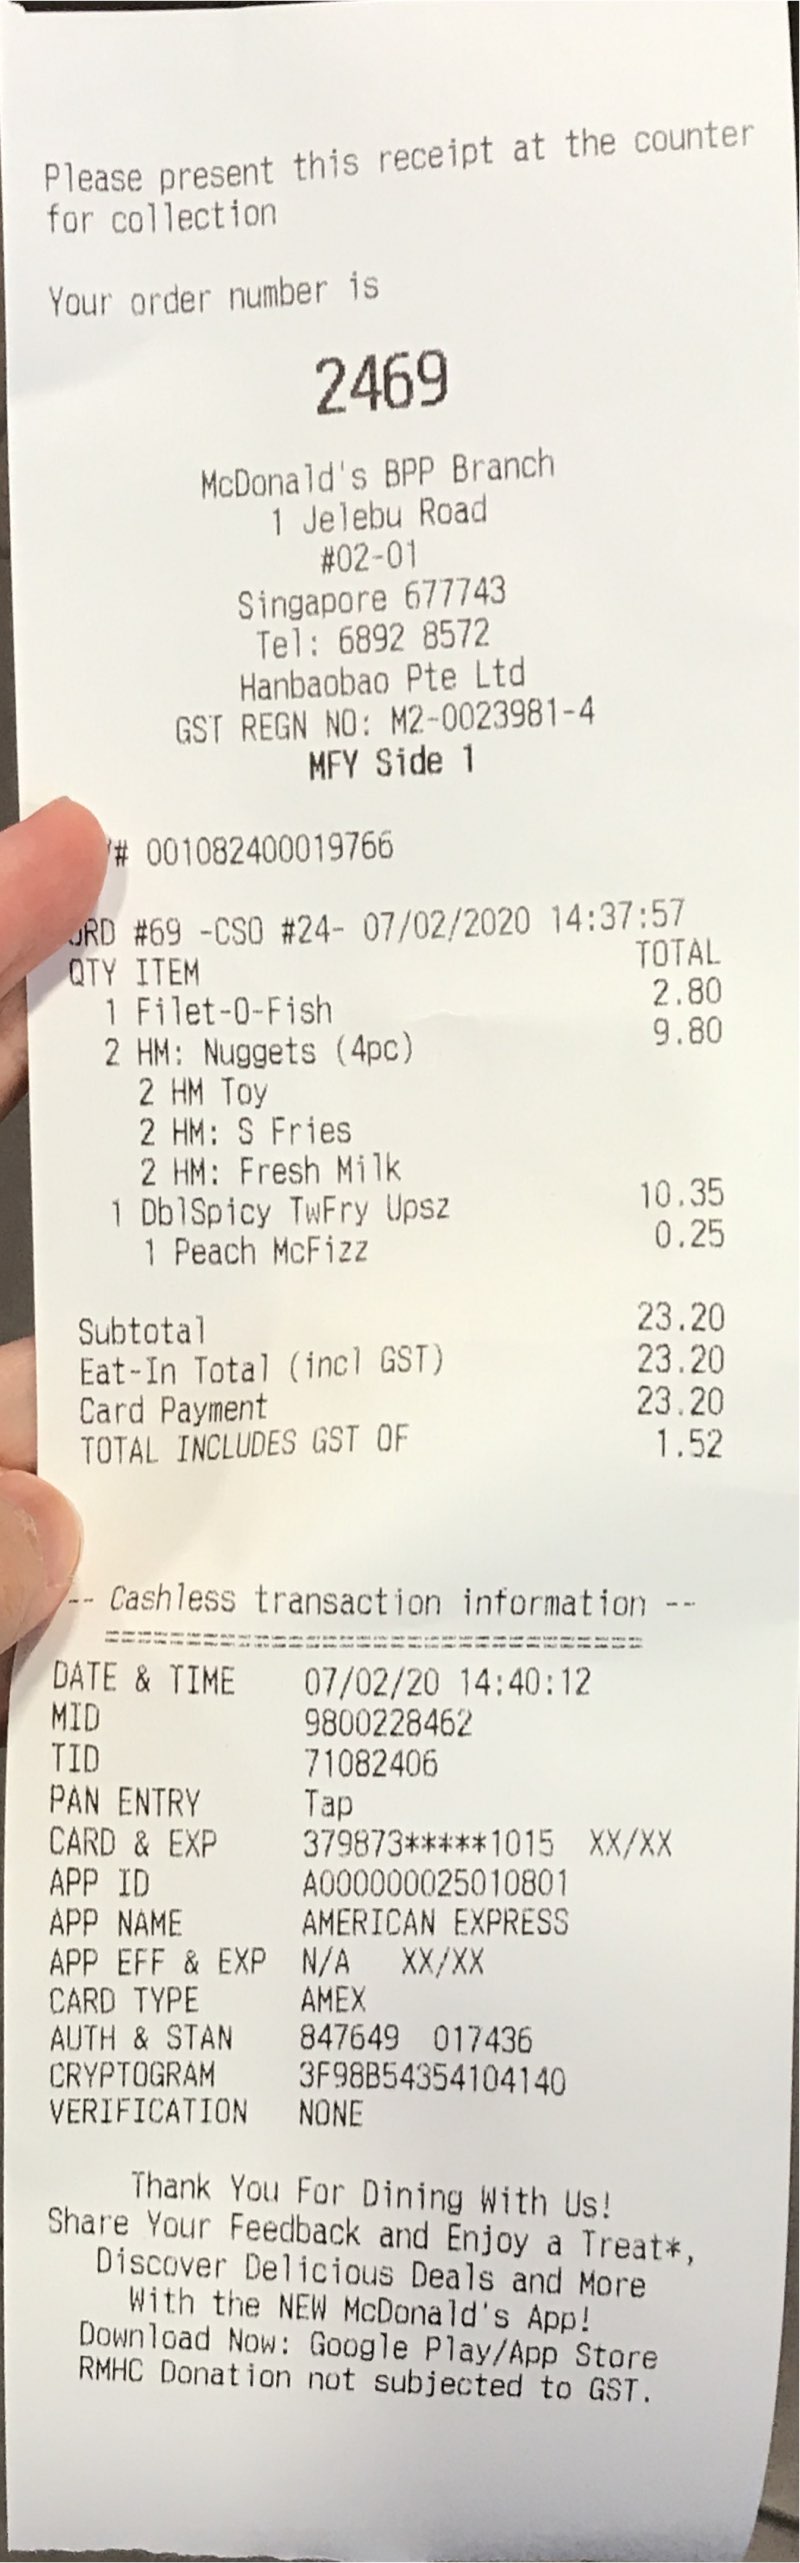 Please present this receipt at the counter
for collection
Your order number is
2469
McDonald's BPP Branch
1 Jelebu Road
#02-01
Singapore 677743
Tel: 6892 8572
Hanbaobao Pte Ltd
GST REGN NO: M2-0023981-4
MFY Side 1
# 001082400019766
ORD #69 -CSO #24- 07/02/2020 14:37:57
QTY ITEM TOTAL
1 Filet-O-Fish 2.80
2 HM: Nuggets (4pc) 9.80
2 HM Toy
2 HM: S Fries
2 HM: Fresh Milk
1 DblSpicy TwFry Upsz 10.35
1 Peach McFizz 0.25
Subtotal 23.20
Eat-In Total (incl GST) 23.20
Card Payment 23.20
TOTAL INCLUDES GST OF 1.52
-- Cashless transaction information --
DATE & TIME 07/02/20 14:40:12
MID 9800228462
TID 71082406
PAN ENTRY Tap
CARD & EXP 379873*****1015 XX/XX
APP ID A000000025010801
APP NAME AMERICAN EXPRESS
APP EFF & EXP N/A XX/XX
CARD TYPE AMEX
AUTH & STAN 847649 017436
CRYPTOGRAM 3F98B54354104140
VERIFICATION NONE
Thank You For Dining With Us!
Share Your Feedback and Enjoy a Treat*,
Discover Delicious Deals and More
With the NEW McDonald's App!
Download Now: Google Play/App Store
RMHC Donation not subjected to GST.